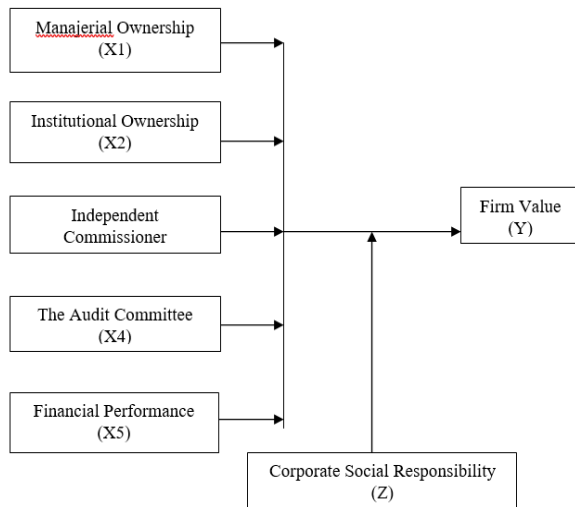 Manajerial Ownership
(X1)
Institutional Ownership
(X2)
Independent
Commissioner
The Audit Committee
(X4)
Financial Performance
(X5)
Firm Value
(Y)
Corporate Social Responsibility
(Z)